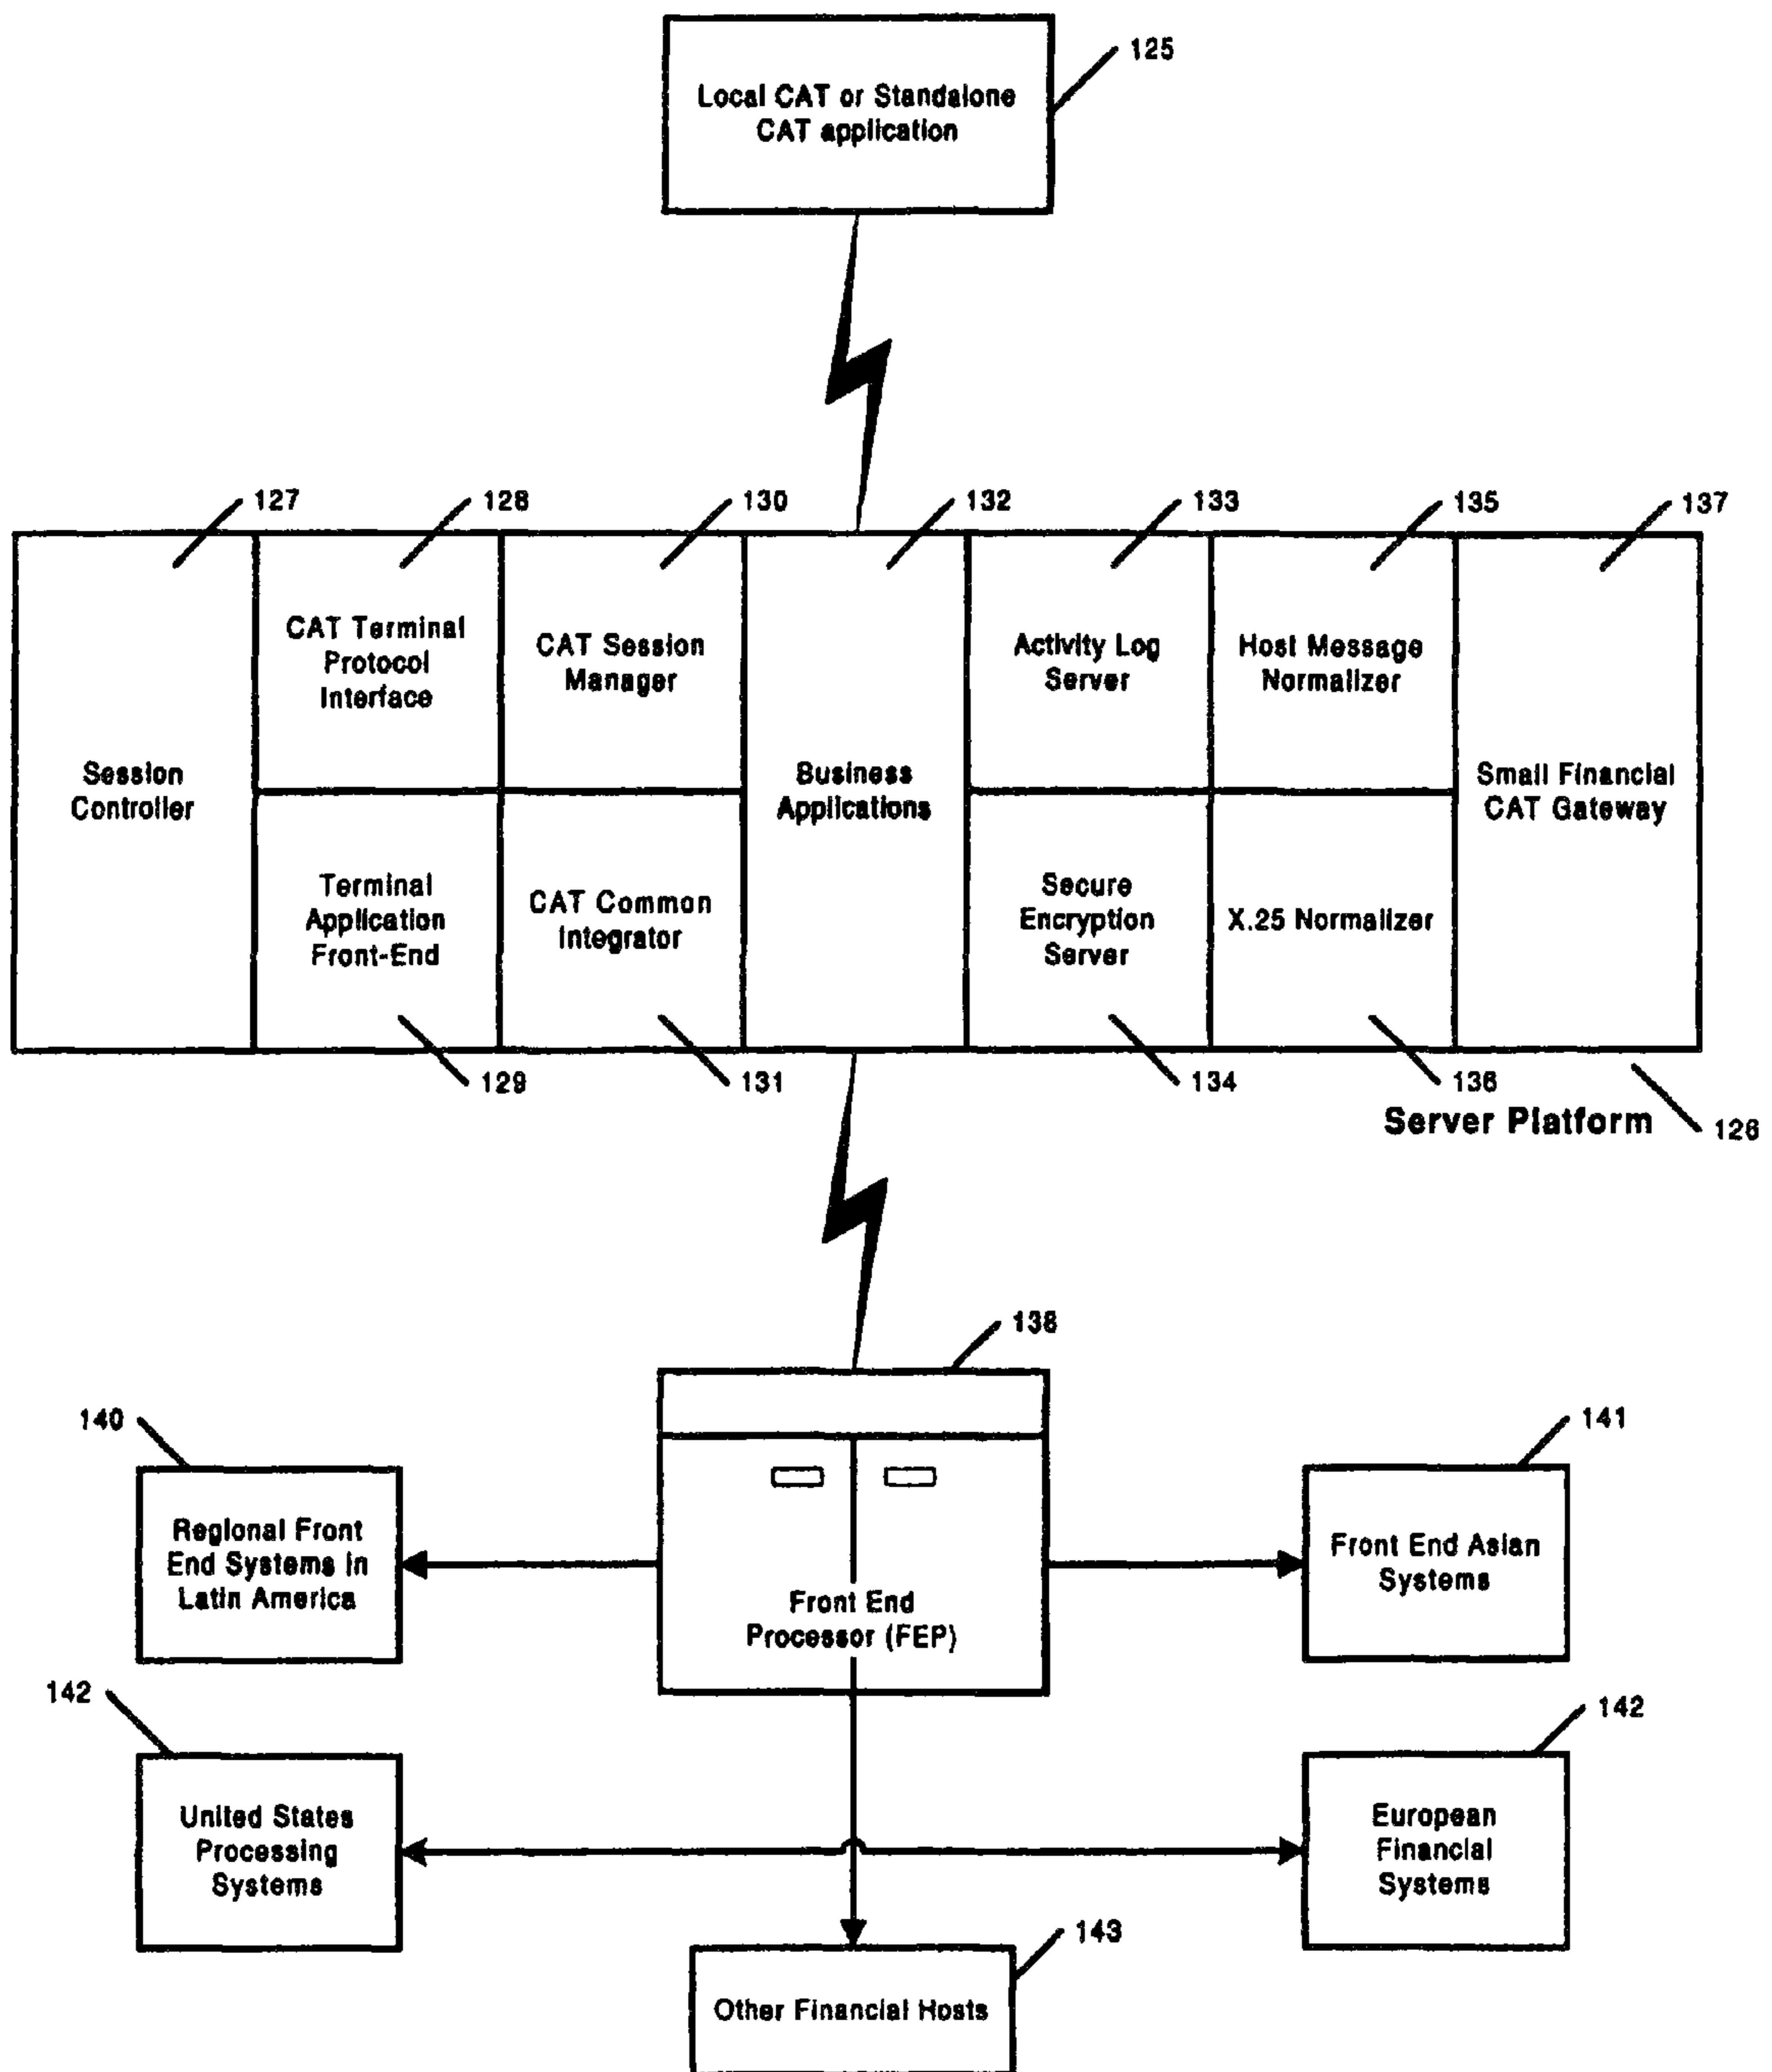 125
Local CAT or Standalone
CAT application
127
128
130
132
133
135
137
CAT Terminal
Protocol
Interface
CAT Session
Manager
Activity Log
Server
Host Message
Normalizer
Session
Controller
Business
Applications
Small Financial
CAT Gateway
Terminal
Application
Front-End
CAT Common
Integrator
Secure
Encryption
Server
X.25 Normalizer
129
131
134
136
Server Platform
126
138
140
141
Regional Front
End Systems in
Latin America
Front End
Processor (FEP)
Front End Asian
Systems
142
142
United States
Processing
Systems
European
Financial
Systems
143
Other Financial Hosts